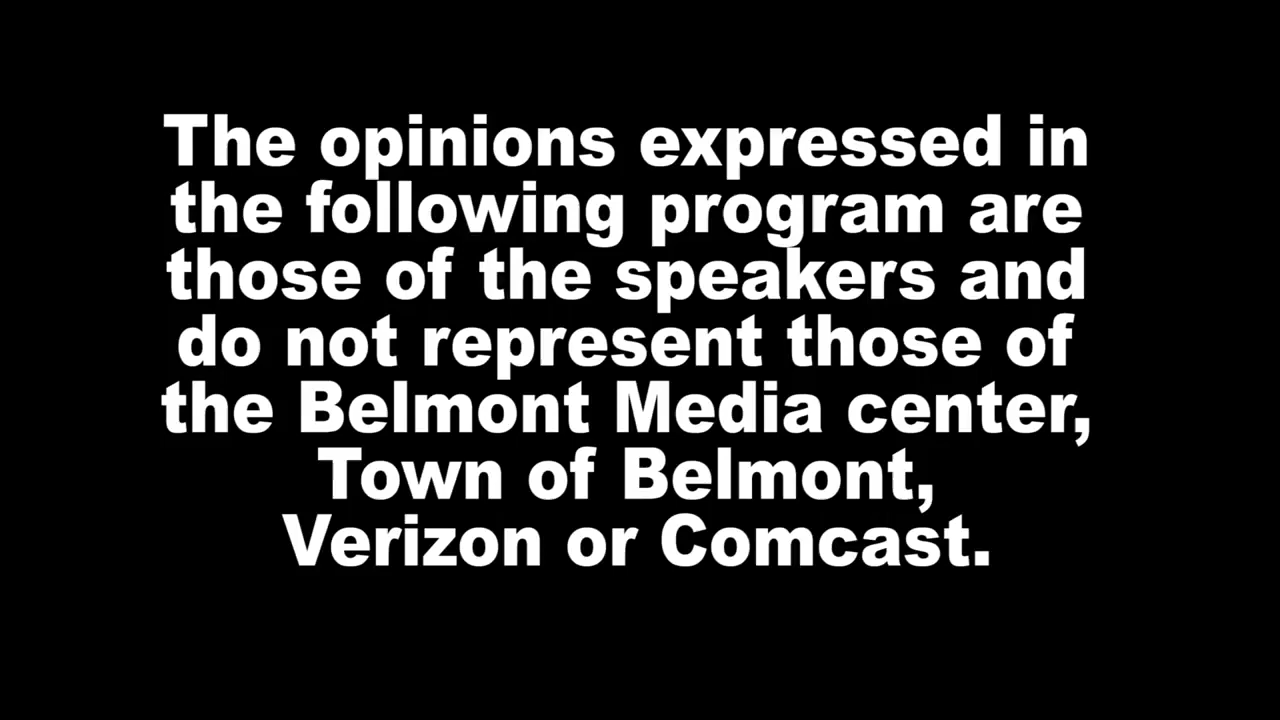 The opinions expressed in
the following program are
those of the speakers and
do not represent those of
the Belmont Media center,
Town of Belmont,
Verizon or Comcast.